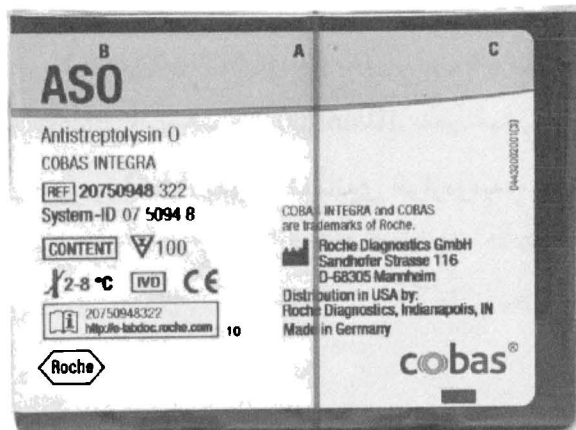 B A C
ASO
Antistreptolysin O
COBAS INTEGRA
REF 20750948 322
System-ID 07 5094 8
CONTENT 100
2-8 °C IVD CE
20750948322
http://e-labdoc.roche.com
10
Roche
COBAS INTEGRA and COBAS
are trademarks of Roche.
Roche Diagnostics GmbH
Sandhofer Strasse 116
D-68305 Mannheim
Distribution in USA by:
Roche Diagnostics, Indianapolis, IN
Made in Germany
cobas®